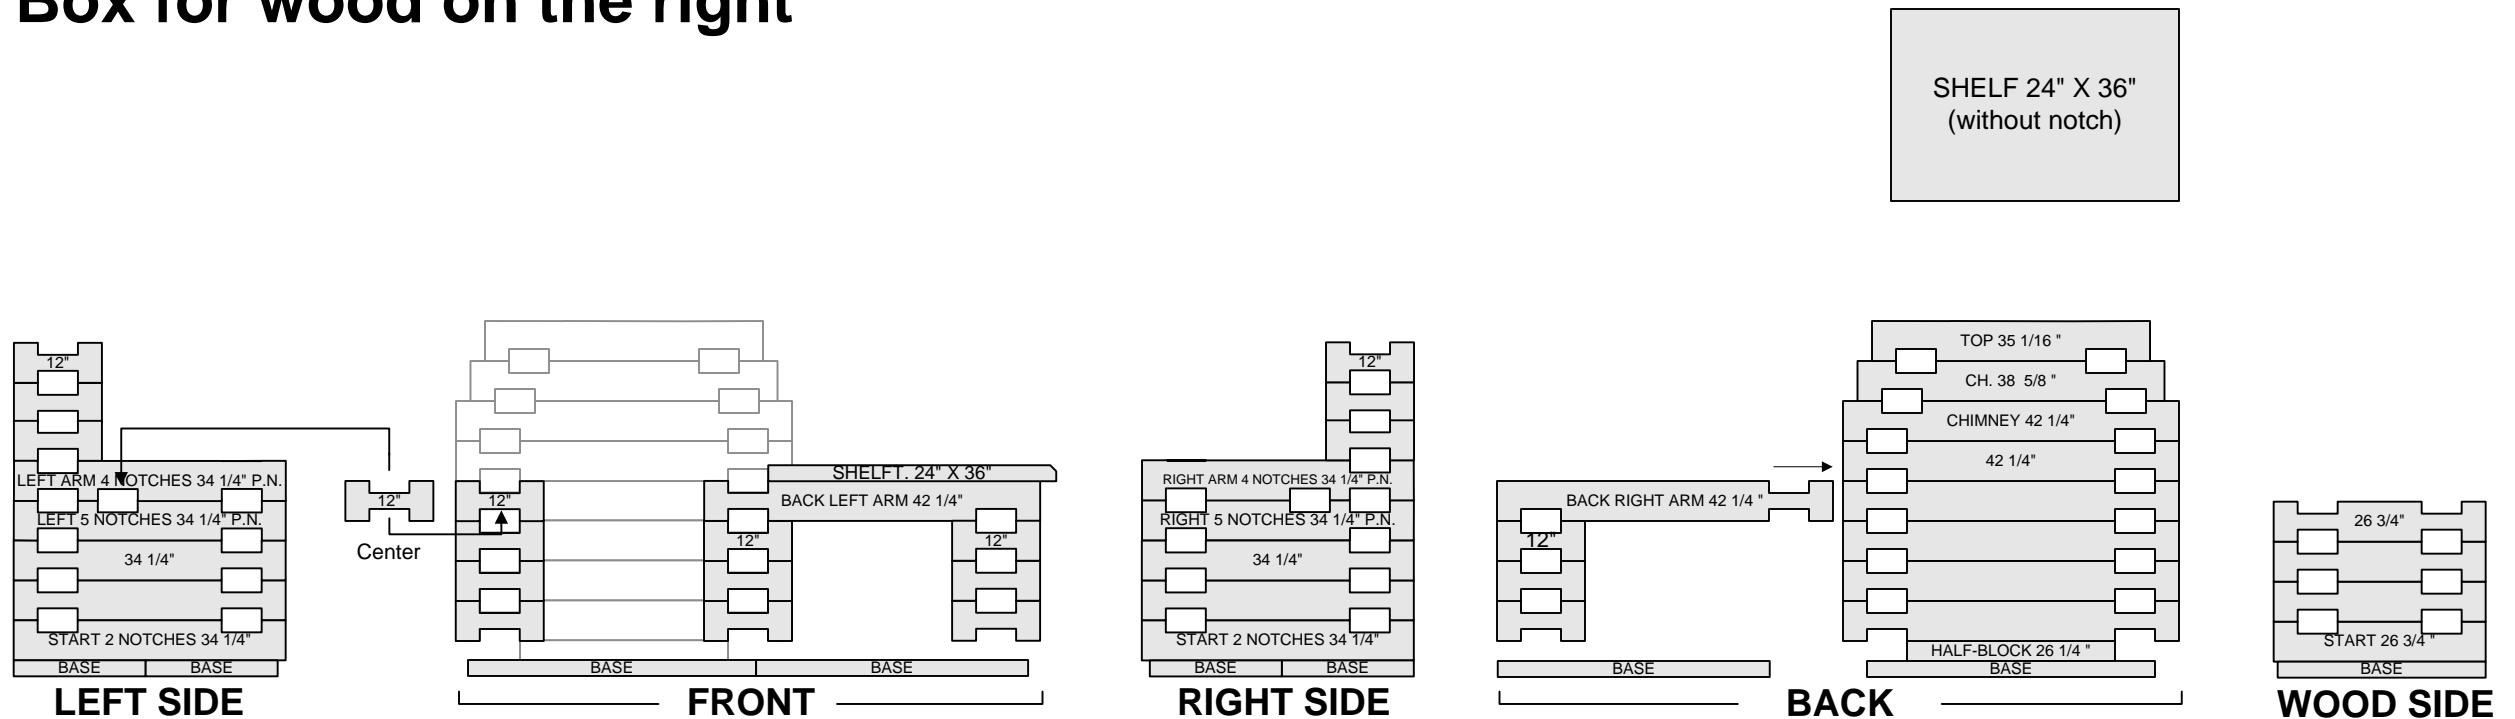 Box for wood on the right
SHELF 24" X 36"
(without notch)
12"
LEFT ARM 4 NOTCHES 34 1/4" P.N.
LEFT 5 NOTCHES 34 1/4" P.N.
34 1/4"
START 2 NOTCHES 34 1/4"
BASE BASE
LEFT SIDE
12"
Center
12"
SHELFT. 24" X 36"
BACK LEFT ARM 42 1/4"
12" 12"
BASE BASE
FRONT
12"
RIGHT ARM 4 NOTCHES 34 1/4" P.N.
RIGHT 5 NOTCHES 34 1/4" P.N.
34 1/4"
START 2 NOTCHES 34 1/4"
BASE BASE
RIGHT SIDE
BACK RIGHT ARM 42 1/4 "
12"
BASE
TOP 35 1/16 "
CH. 38 5/8 "
CHIMNEY 42 1/4"
42 1/4"
HALF-BLOCK 26 1/4 "
BASE
BACK
26 3/4"
START 26 3/4 "
BASE
WOOD SIDE